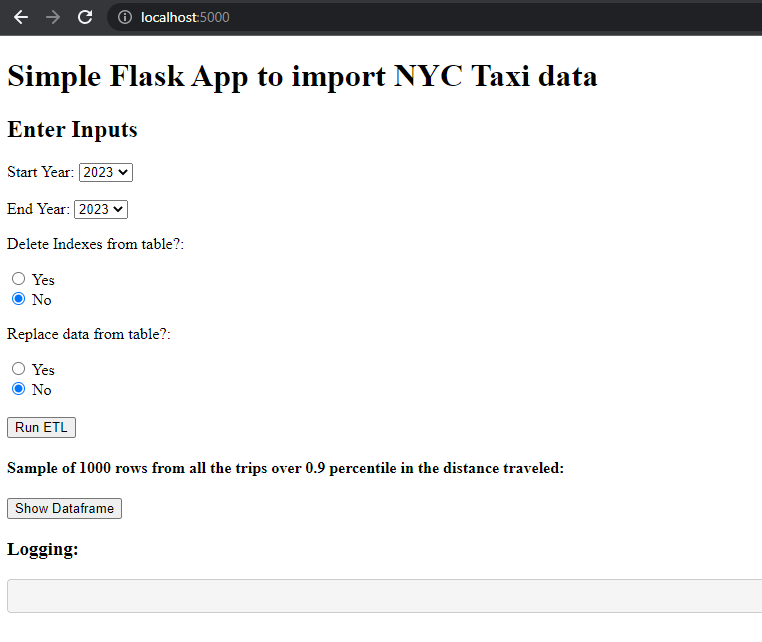 localhost:5000
Simple Flask App to import NYC Taxi data
Enter Inputs
Start Year: 2023
End Year: 2023
Delete Indexes from table?:
Yes
No
Replace data from table?:
Yes
No
Run ETL
Sample of 1000 rows from all the trips over 0.9 percentile in the distance traveled:
Show Dataframe
Logging: